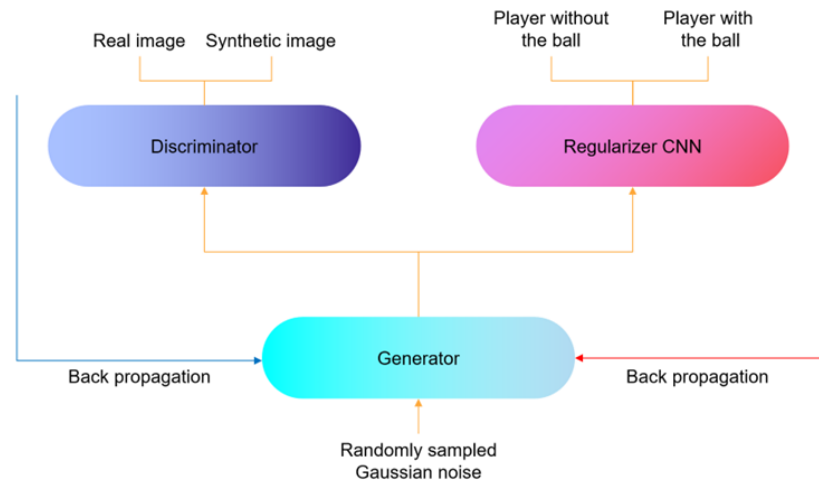 Real image
Synthetic image
Player without
the ball
Player with
the ball
Discriminator
Regularizer CNN
Generator
Back propagation
Back propagation
Randomly sampled
Gaussian noise